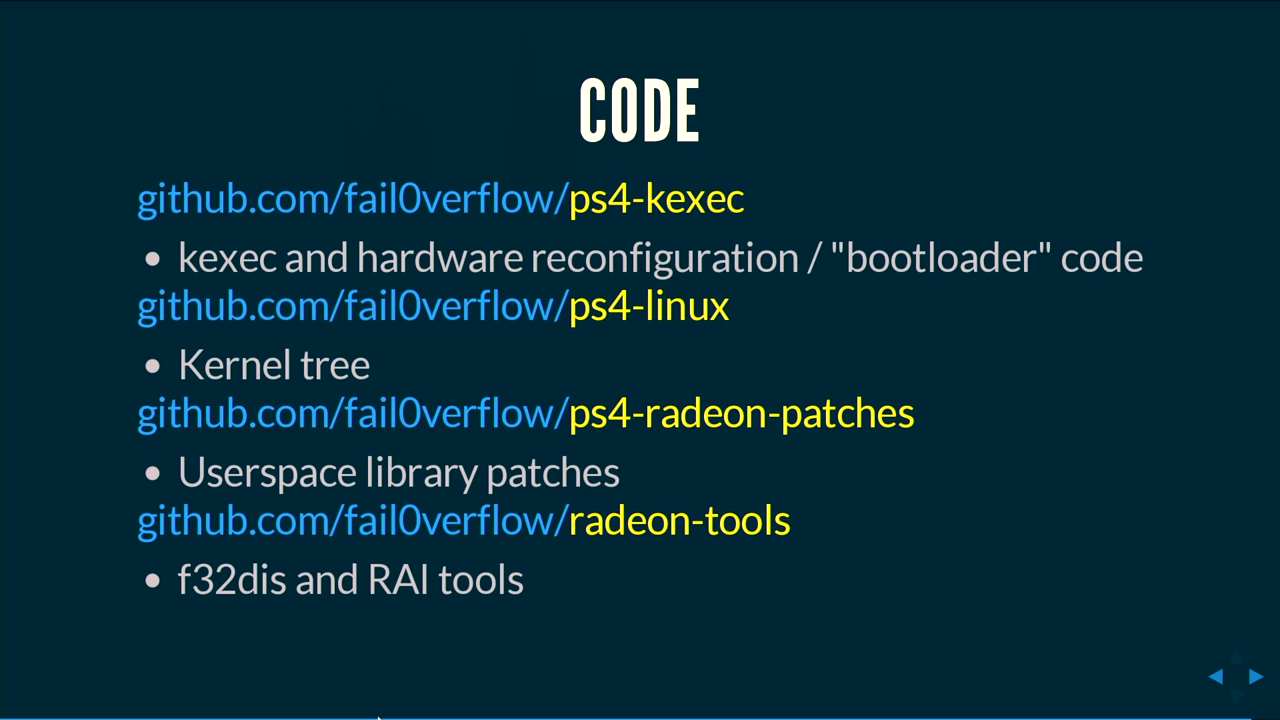 CODE
github.com/fail0verflow/ps4-kexec
• kexec and hardware reconfiguration / "bootloader" code
github.com/fail0verflow/ps4-linux
• Kernel tree
github.com/fail0verflow/ps4-radeon-patches
• Userspace library patches
github.com/fail0verflow/radeon-tools
• f32dis and RAI tools